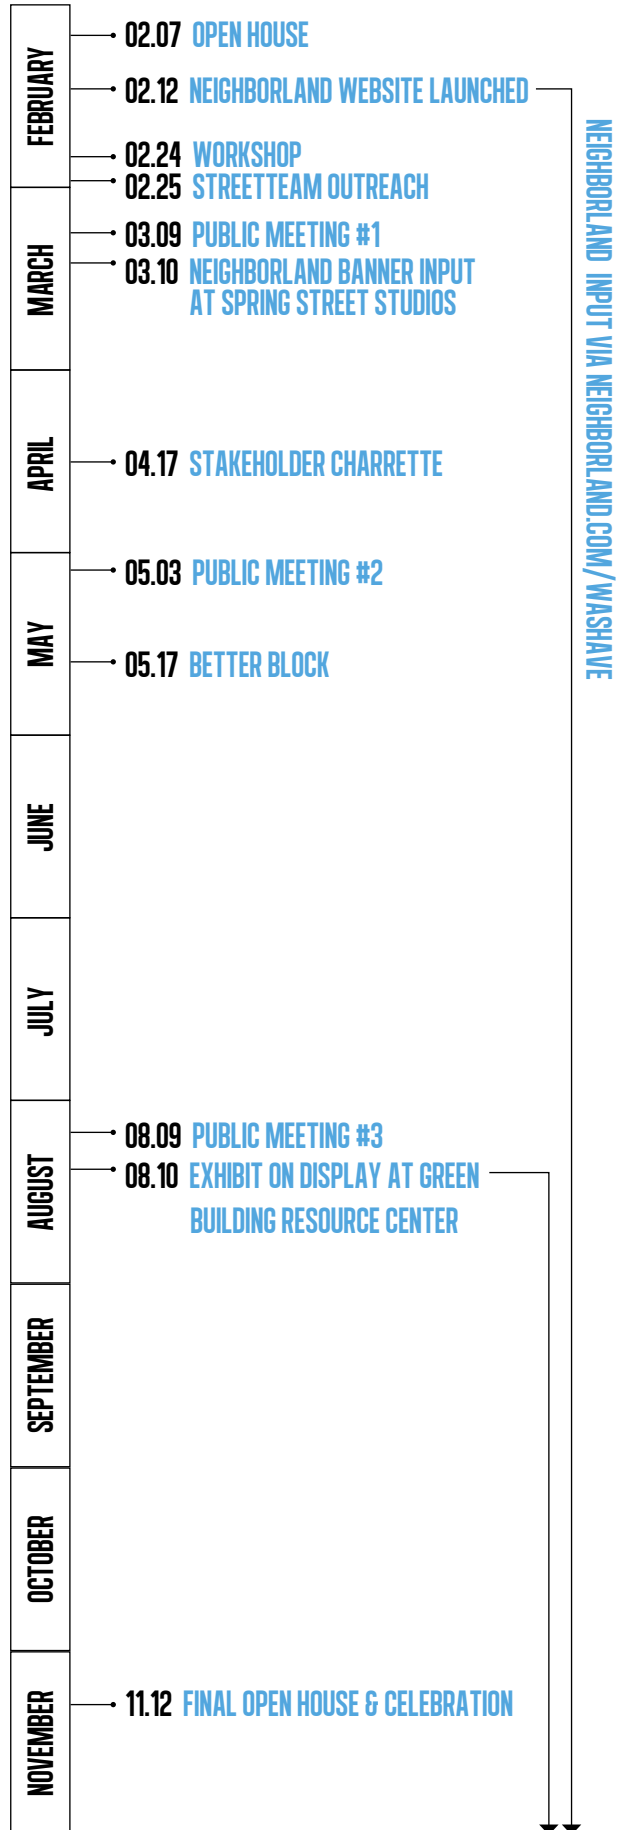 FEBRUARY
02.07 OPEN HOUSE
02.12 NEIGHBORLAND WEBSITE LAUNCHED
02.24 WORKSHOP
02.25 STREETTEAM OUTREACH
MARCH
03.09 PUBLIC MEETING #1
03.10 NEIGHBORLAND BANNER INPUT
AT SPRING STREET STUDIOS
APRIL
04.17 STAKEHOLDER CHARRETTE
MAY
05.03 PUBLIC MEETING #2
05.17 BETTER BLOCK
JUNE
JULY
AUGUST
08.09 PUBLIC MEETING #3
08.10 EXHIBIT ON DISPLAY AT GREEN
BUILDING RESOURCE CENTER
SEPTEMBER
OCTOBER
NOVEMBER
11.12 FINAL OPEN HOUSE & CELEBRATION
NEIGHBORLAND INPUT VIA NEIGHBORLAND.COM/WASHAVE